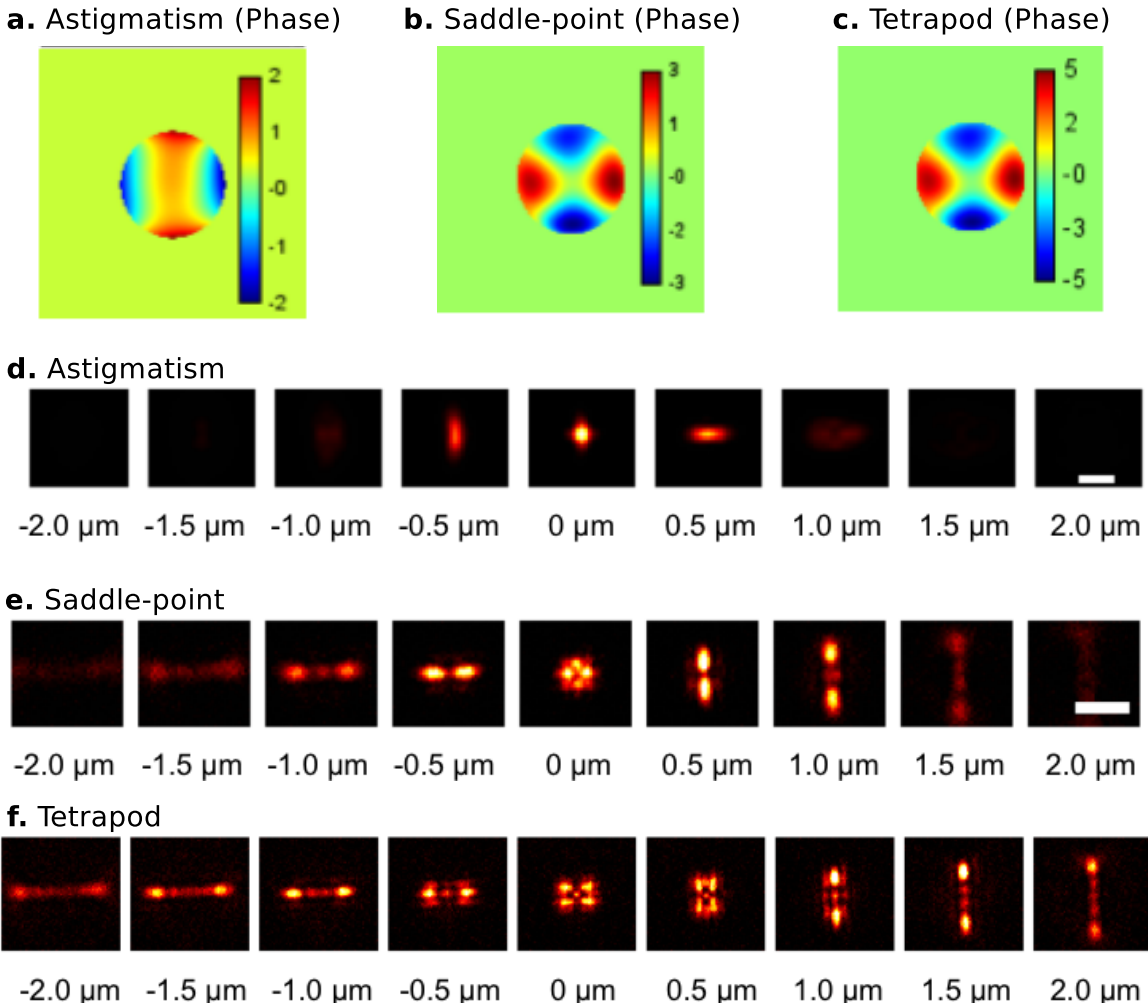 a. Astigmatism (Phase)
b. Saddle-point (Phase)
c. Tetrapod (Phase)
2
1
-0
-1
-2
3
1
-0
-2
-3
5
2
-0
-3
-5
d. Astigmatism
-2.0 µm -1.5 µm -1.0 µm -0.5 µm 0 µm 0.5 µm 1.0 µm 1.5 µm 2.0 µm
e. Saddle-point
-2.0 µm -1.5 µm -1.0 µm -0.5 µm 0 µm 0.5 µm 1.0 µm 1.5 µm 2.0 µm
f. Tetrapod
-2.0 µm -1.5 µm -1.0 µm -0.5 µm 0 µm 0.5 µm 1.0 µm 1.5 µm 2.0 µm